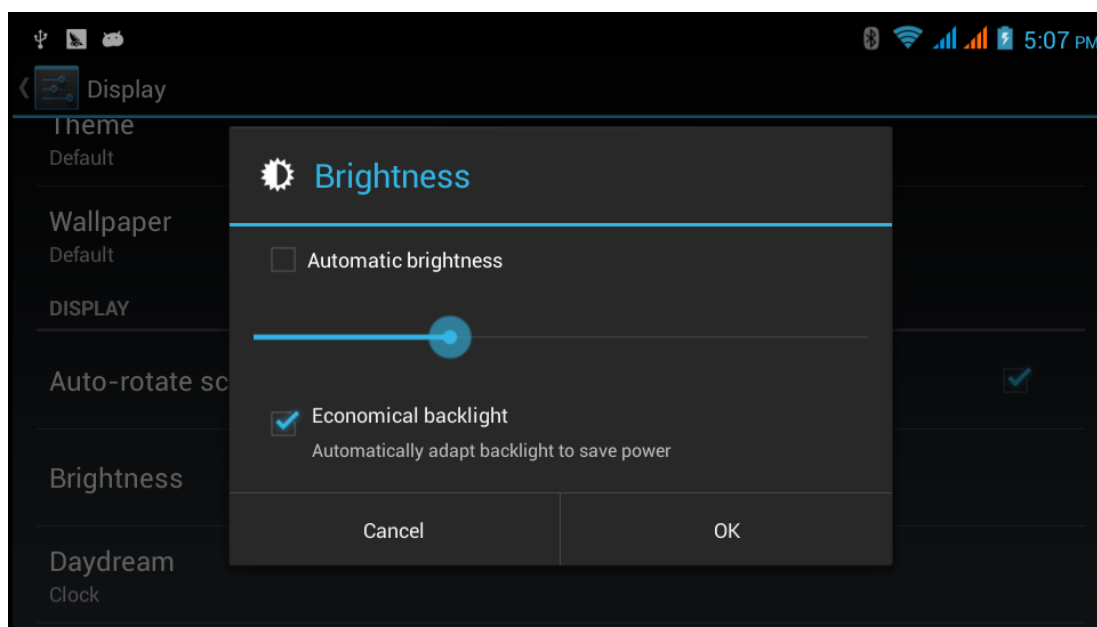 5:07 PM
Display
Theme
Default
Brightness
Wallpaper
Default
Automatic brightness
DISPLAY
Auto-rotate sc
Economical backlight
Automatically adapt backlight to save power
Brightness
Cancel
OK
Daydream
Clock